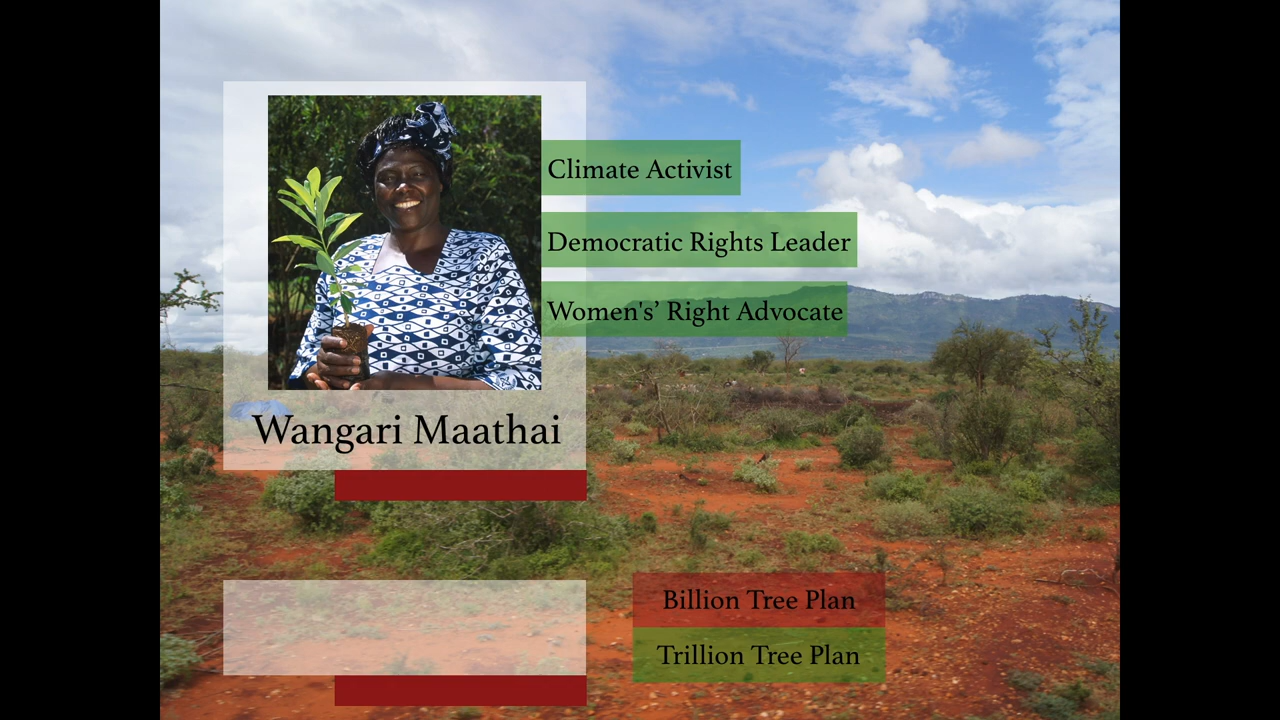 Climate Activist
Democratic Rights Leader
Women's’ Right Advocate
Wangari Maathai
Billion Tree Plan
Trillion Tree Plan